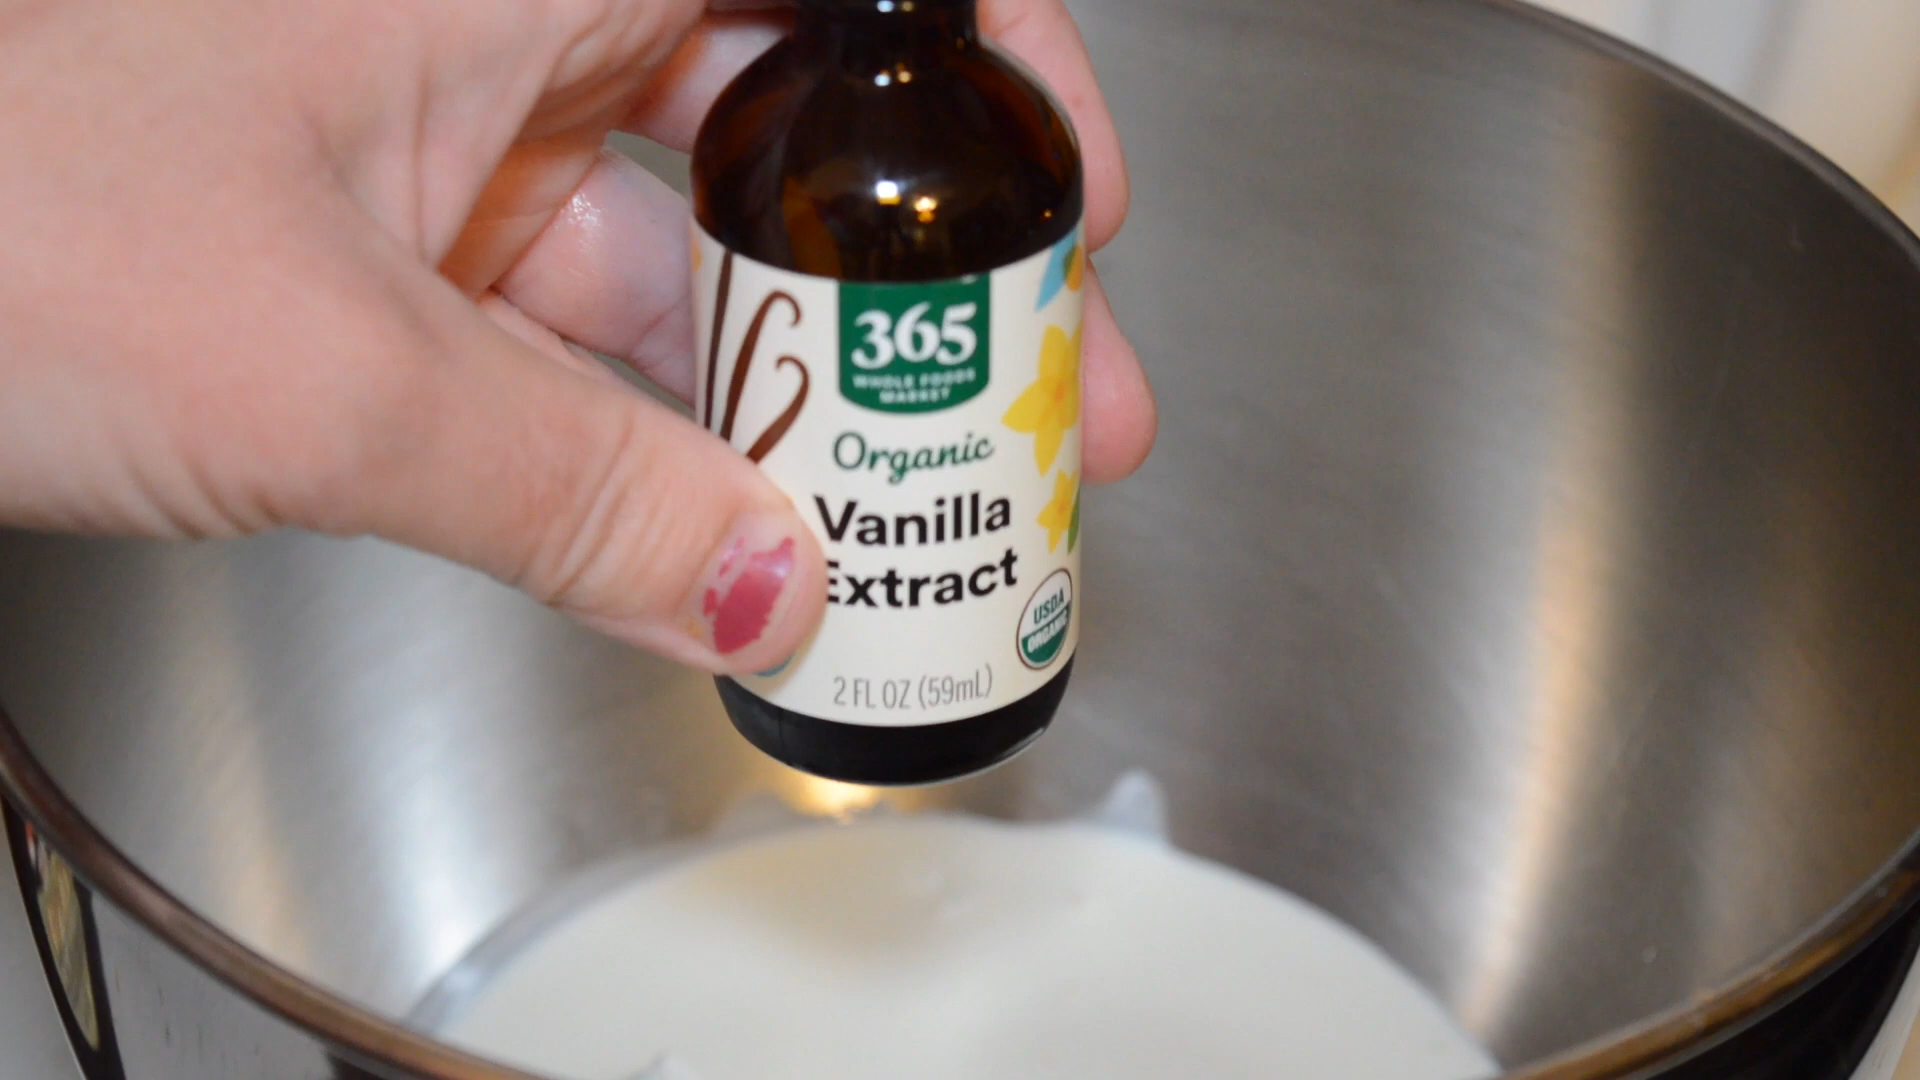 365
WHOLE FOODS
MARKET
Organic
Vanilla
Extract
USDA
ORGANIC
2 FL OZ (59mL)